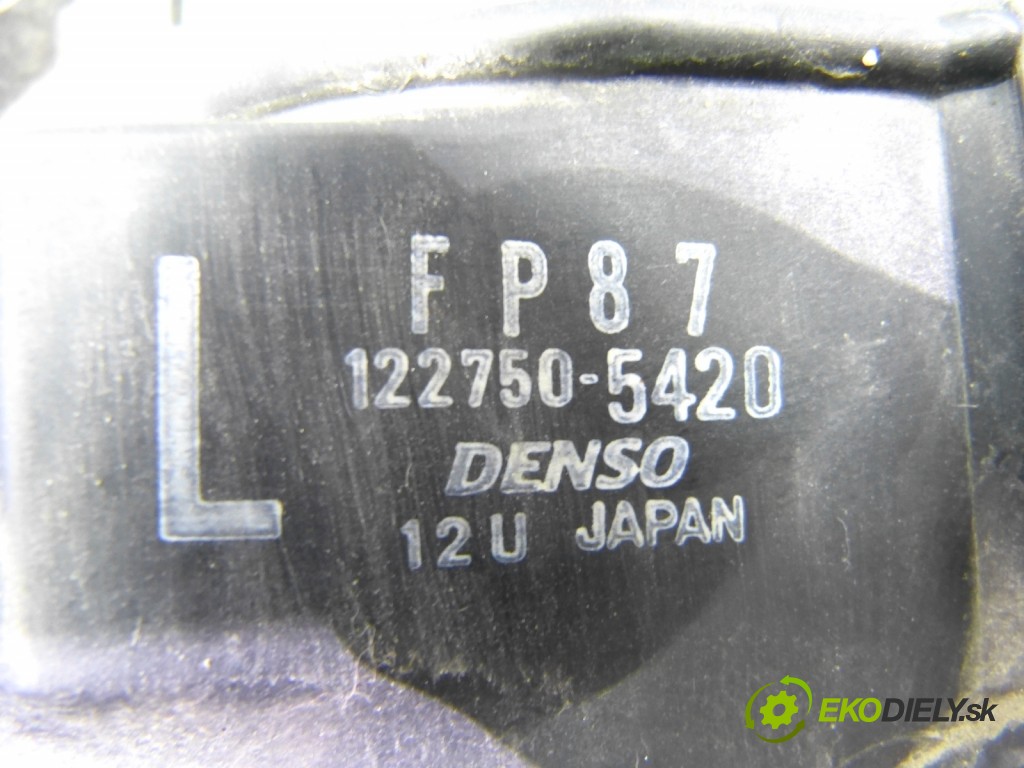 L
FP87
122750-5420
DENSO
12U JAPAN
EKODIELY.sk